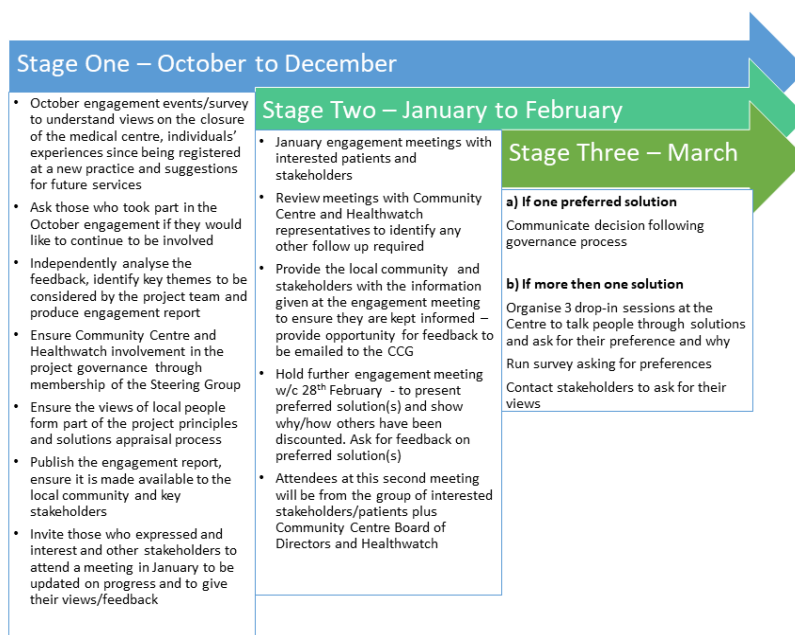 Stage One – October to December
• October engagement events/survey
to understand views on the closure
of the medical centre, individuals'
experiences since being registered
at a new practice and suggestions
for future services
• Ask those who took part in the
October engagement if they would
like to continue to be involved
• Independently analyse the
feedback, identify key themes to be
considered by the project team and
produce engagement report
• Ensure Community Centre and
Healthwatch involvement in the
project governance through
membership of the Steering Group
• Ensure the views of local people
form part of the project principles
and solutions appraisal process
• Publish the engagement report,
ensure it is made available to the
local community and key
stakeholders
• Invite those who expressed and
interest and other stakeholders to
attend a meeting in January to be
updated on progress and to give
their views/feedback
Stage Two – January to February
• January engagement meetings with
interested patients and
stakeholders
• Review meetings with Community
Centre and Healthwatch
representatives to identify any
other follow up required
• Provide the local community and
stakeholders with the information
given at the engagement meeting
to ensure they are kept informed –
provide opportunity for feedback to
be emailed to the CCG
• Hold further engagement meeting
w/c 28th February - to present
preferred solution(s) and show
why/how others have been
discounted. Ask for feedback on
preferred solution(s)
• Attendees at this second meeting
will be from the group of interested
stakeholders/patients plus
Community Centre Board of
Directors and Healthwatch
Stage Three – March
a) If one preferred solution
Communicate decision following
governance process
b) If more then one solution
Organise 3 drop-in sessions at the
Centre to talk people through solutions
and ask for their preference and why
Run survey asking for preferences
Contact stakeholders to ask for their
views